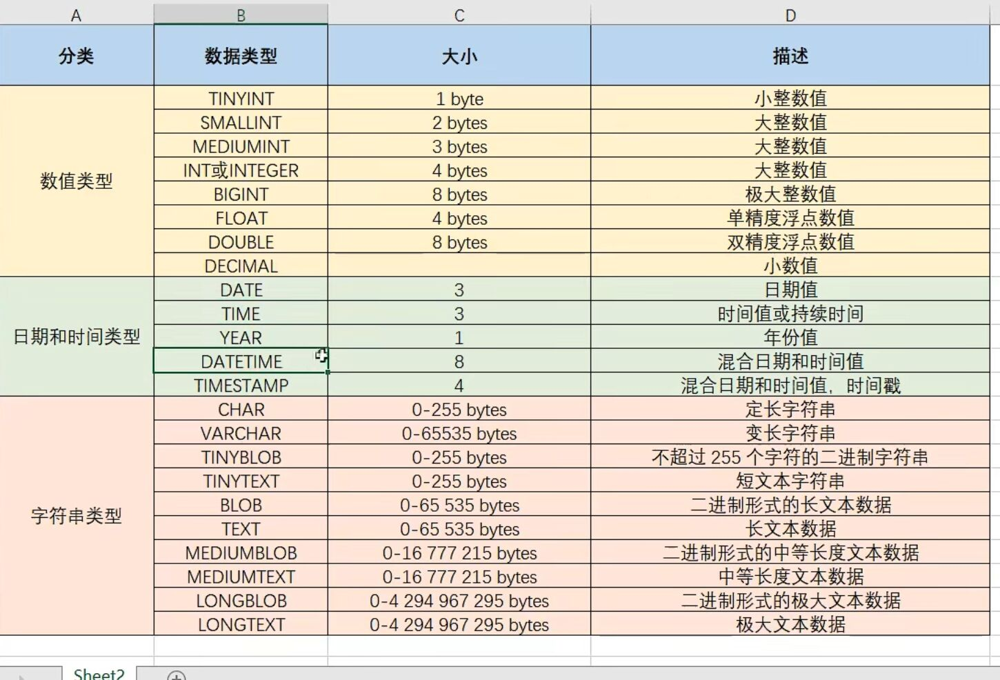 A B C D
分类 数据类型 大小 描述
TINYINT 1 byte 小整数值
SMALLINT 2 bytes 大整数值
MEDIUMINT 3 bytes 大整数值
数值类型 INT或INTEGER 4 bytes 大整数值
BIGINT 8 bytes 极大整数值
FLOAT 4 bytes 单精度浮点数值
DOUBLE 8 bytes 双精度浮点数值
DECIMAL 小数值
DATE 3 日期值
TIME 3 时间值或持续时间
日期和时间类型 YEAR 1 年份值
DATETIME 8 混合日期和时间值
TIMESTAMP 4 混合日期和时间值，时间戳
CHAR 0-255 bytes 定长字符串
VARCHAR 0-65535 bytes 变长字符串
TINYBLOB 0-255 bytes 不超过 255 个字符的二进制字符串
TINYTEXT 0-255 bytes 短文本字符串
字符串类型 BLOB 0-65 535 bytes 二进制形式的长文本数据
TEXT 0-65 535 bytes 长文本数据
MEDIUMBLOB 0-16 777 215 bytes 二进制形式的中等长度文本数据
MEDIUMTEXT 0-16 777 215 bytes 中等长度文本数据
LONGBLOB 0-4 294 967 295 bytes 二进制形式的极大文本数据
LONGTEXT 0-4 294 967 295 bytes 极大文本数据
Sheet2